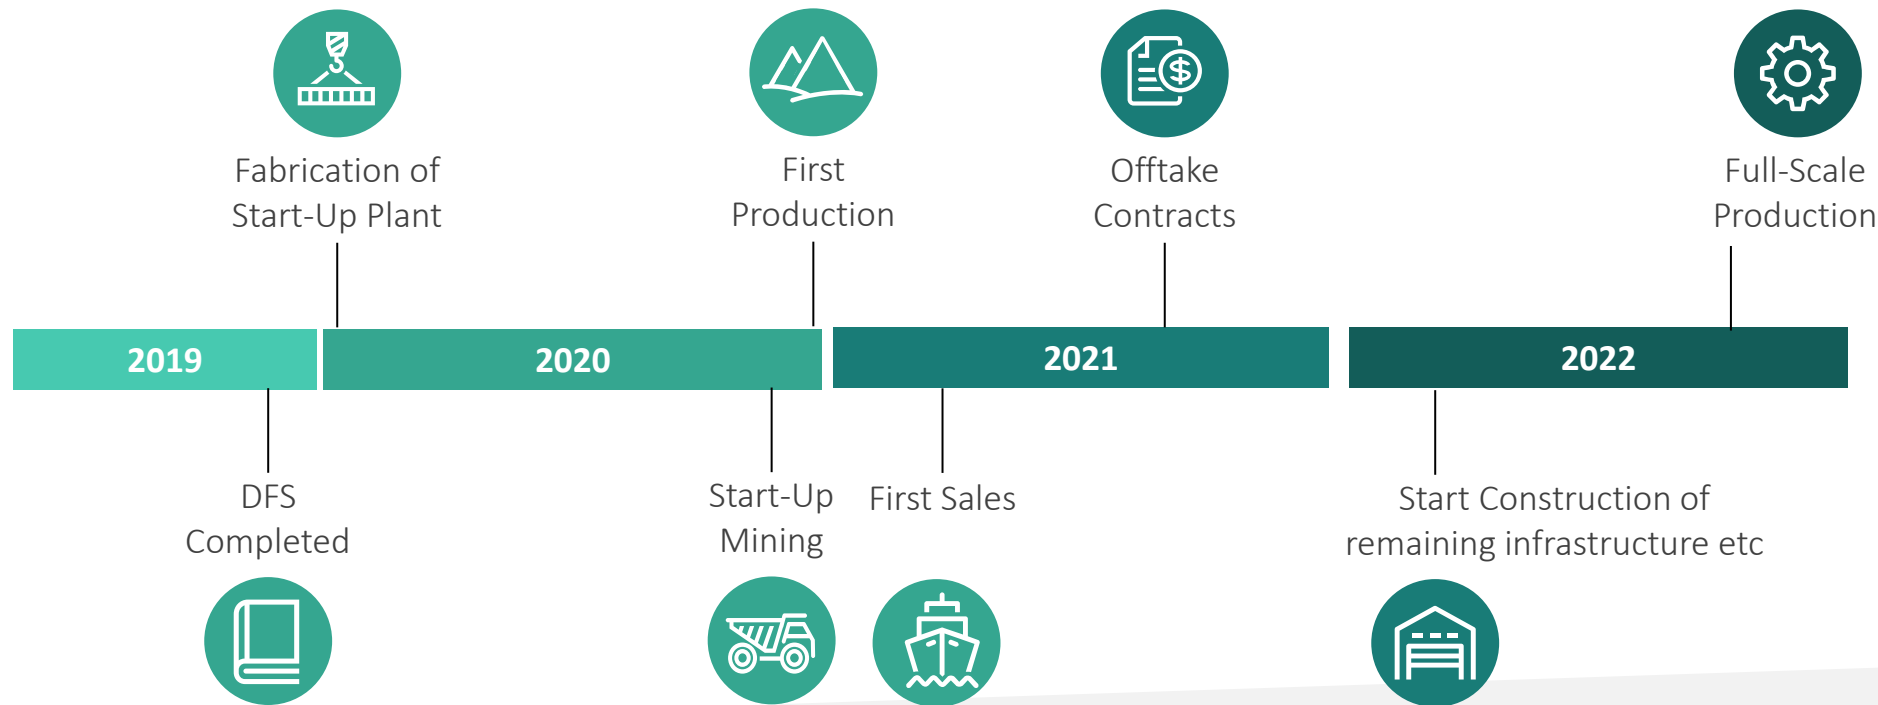 Fabrication of
Start-Up Plant
First
Production
Offtake
Contracts
Full-Scale
Production
2019
2020
2021
2022
DFS
Completed
Start-Up
Mining
First Sales
Start Construction of
remaining infrastructure etc